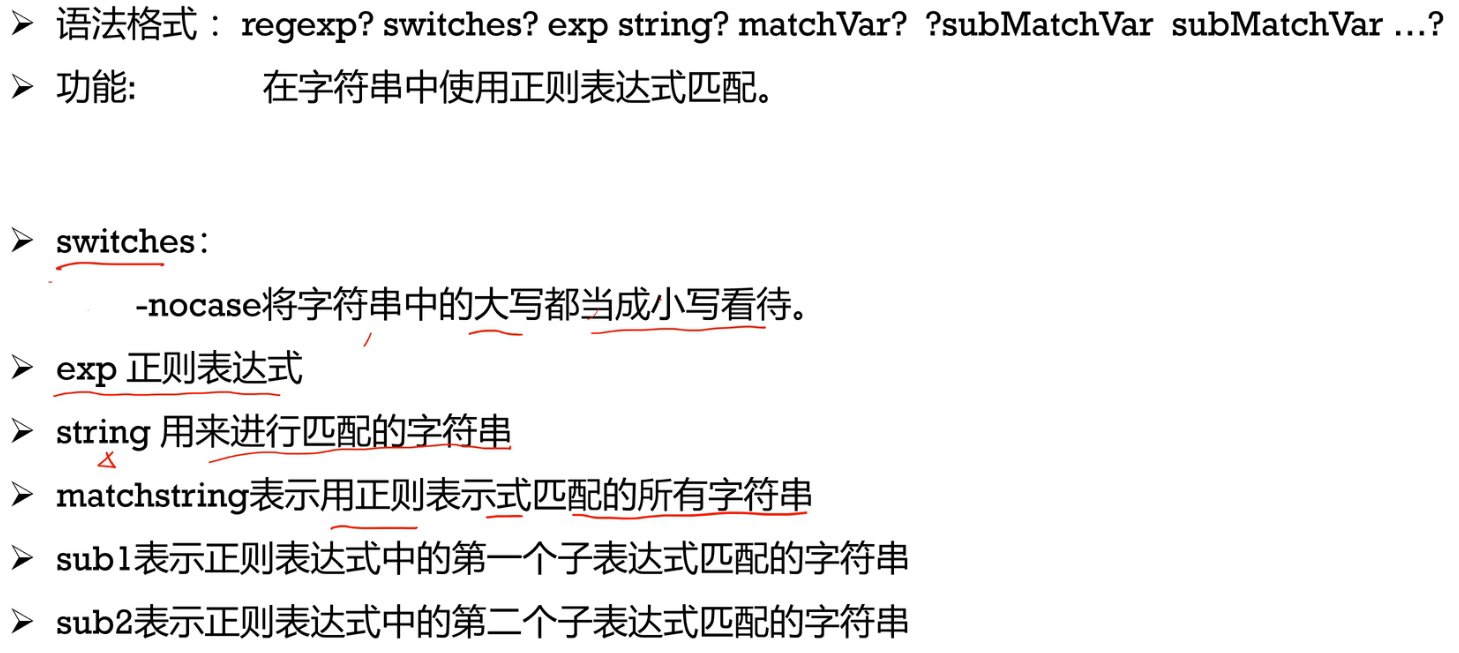 ➢ 语法格式：regexp? switches? exp string? matchVar? ?subMatchVar subMatchVar …?
➢ 功能: 在字符串中使用正则表达式匹配。
➢ switches：
-nocase将字符串中的大写都当成小写看待。
➢ exp 正则表达式
➢ string 用来进行匹配的字符串
➢ matchstring表示用正则表示式匹配的所有字符串
➢ sub1表示正则表达式中的第一个子表达式匹配的字符串
➢ sub2表示正则表达式中的第二个子表达式匹配的字符串